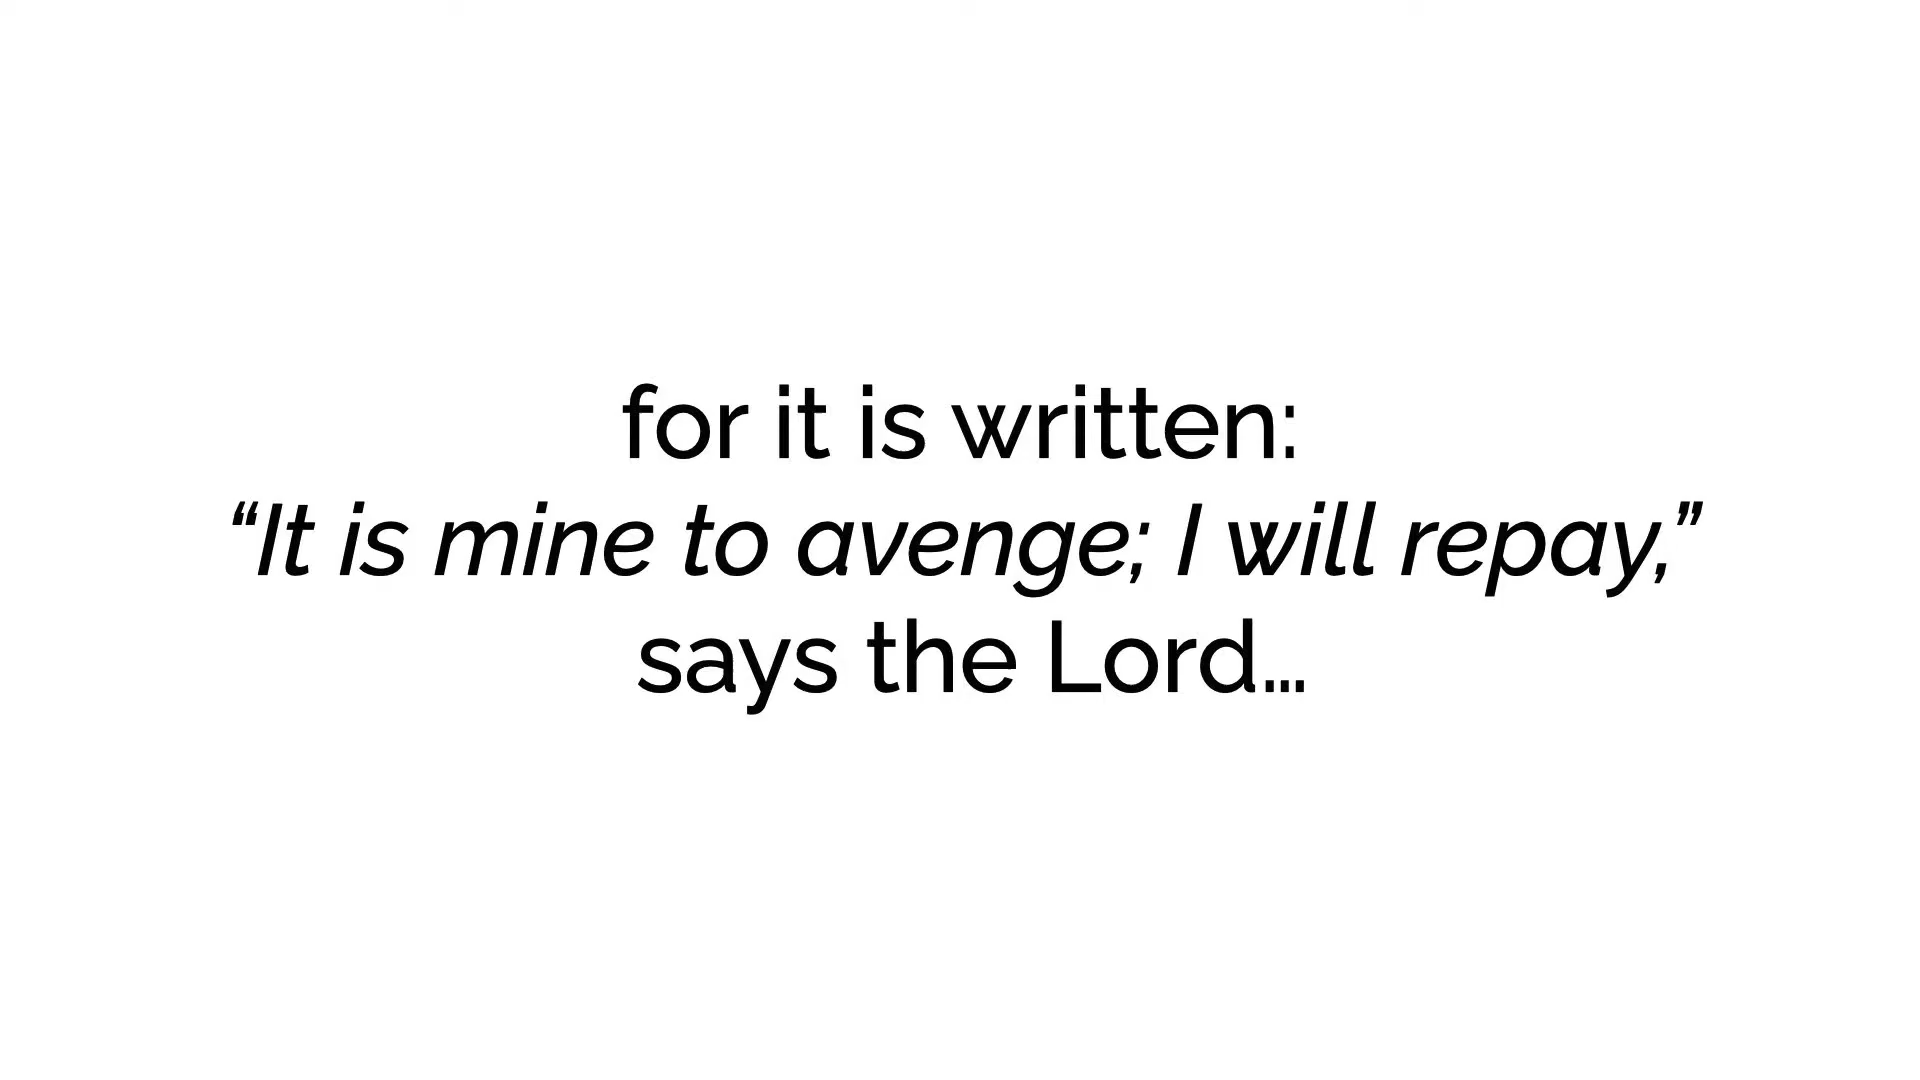 for it is written:
“It is mine to avenge; I will repay,”
says the Lord…